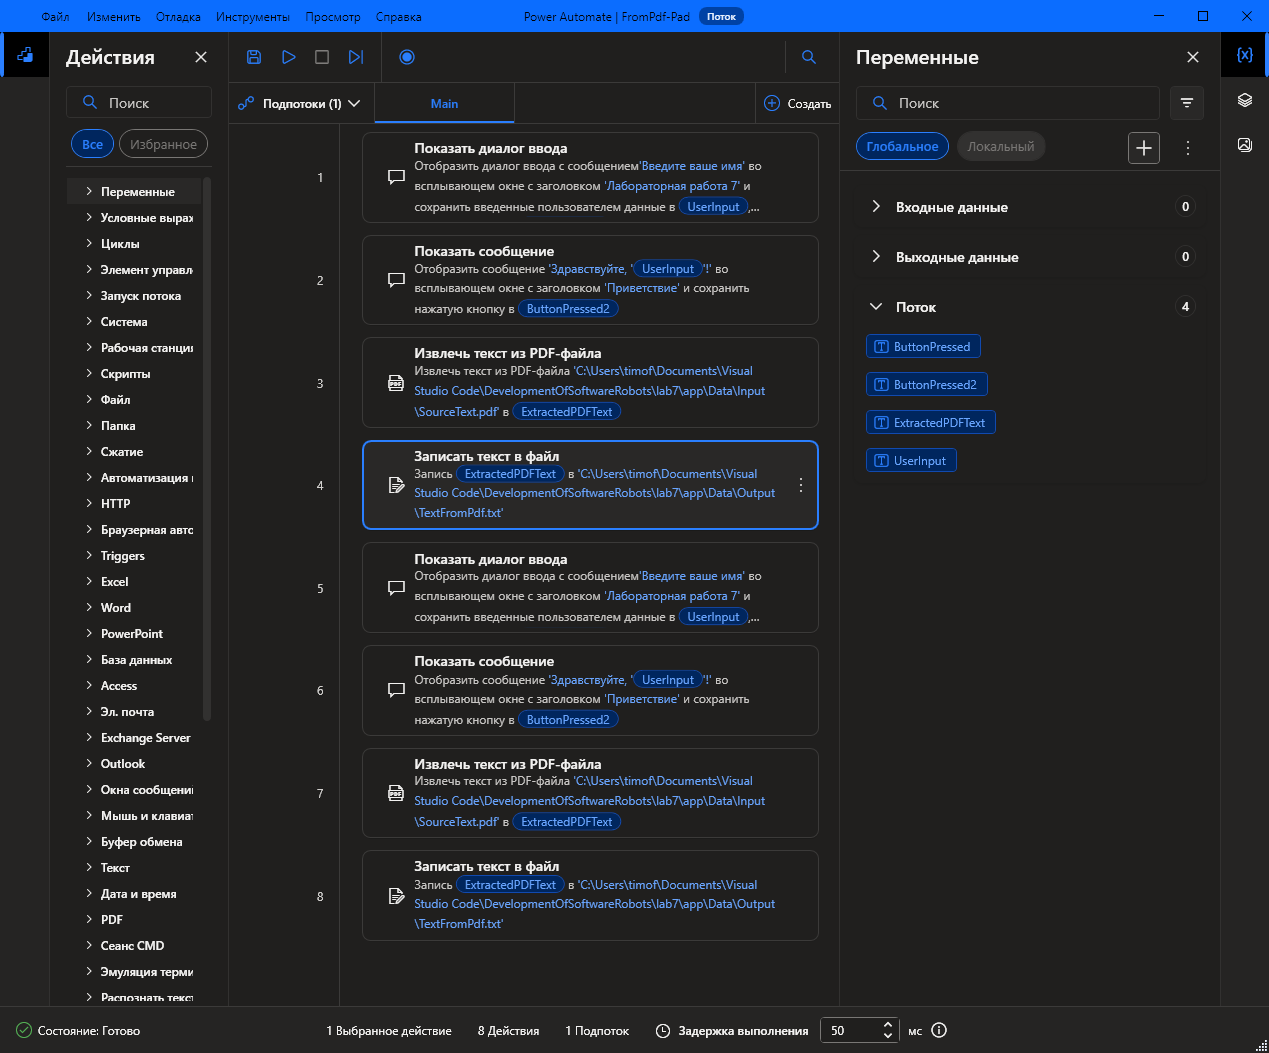 Файл Изменить Отладка Инструменты Просмотр Справка Power Automate | FromPdf-Pad Поток
Действия
Поиск
Все Избранное
Переменные
Условные выраж
Циклы
Элемент управле
Запуск потока
Система
Рабочая станция
Скрипты
Файл
Папка
Сжатие
Автоматизация
HTTP
Браузерная авто
Triggers
Excel
Word
PowerPoint
База данных
Access
Эл. почта
Exchange Server
Outlook
Окна сообщени
Мышь и клавиат
Буфер обмена
Текст
Дата и время
PDF
Сеанс CMD
Эмуляция терми
Распознать текст
Подпотоки (1) Main Создать
1
Показать диалог ввода
Отобразить диалог ввода с сообщением'Введите ваше имя' во
всплывающем окне с заголовком 'Лабораторная работа 7' и
сохранить введенные пользователем данные в UserInput ,...
2
Показать сообщение
Отобразить сообщение 'Здравствуйте, ' UserInput '!' во
всплывающем окне с заголовком 'Приветствие' и сохранить
нажатую кнопку в ButtonPressed2
3
Извлечь текст из PDF-файла
Извлечь текст из PDF-файла 'C:\Users\timof\Documents\Visual
Studio Code\DevelopmentOfSoftwareRobots\lab7\app\Data\Input
\SourceText.pdf' в ExtractedPDFText
4
Записать текст в файл
Запись ExtractedPDFText в 'C:\Users\timof\Documents\Visual
Studio Code\DevelopmentOfSoftwareRobots\lab7\app\Data\Output
\TextFromPdf.txt'
5
Показать диалог ввода
Отобразить диалог ввода с сообщением'Введите ваше имя' во
всплывающем окне с заголовком 'Лабораторная работа 7' и
сохранить введенные пользователем данные в UserInput ,...
6
Показать сообщение
Отобразить сообщение 'Здравствуйте, ' UserInput '!' во
всплывающем окне с заголовком 'Приветствие' и сохранить
нажатую кнопку в ButtonPressed2
7
Извлечь текст из PDF-файла
Извлечь текст из PDF-файла 'C:\Users\timof\Documents\Visual
Studio Code\DevelopmentOfSoftwareRobots\lab7\app\Data\Input
\SourceText.pdf' в ExtractedPDFText
8
Записать текст в файл
Запись ExtractedPDFText в 'C:\Users\timof\Documents\Visual
Studio Code\DevelopmentOfSoftwareRobots\lab7\app\Data\Output
\TextFromPdf.txt'
Переменные
{x}
Поиск
Глобальное Локальный
Входные данные 0
Выходные данные 0
Поток 4
ButtonPressed
ButtonPressed2
ExtractedPDFText
UserInput
Состояние: Готово 1 Выбранное действие 8 Действия 1 Подпоток Задержка выполнения 50 мс